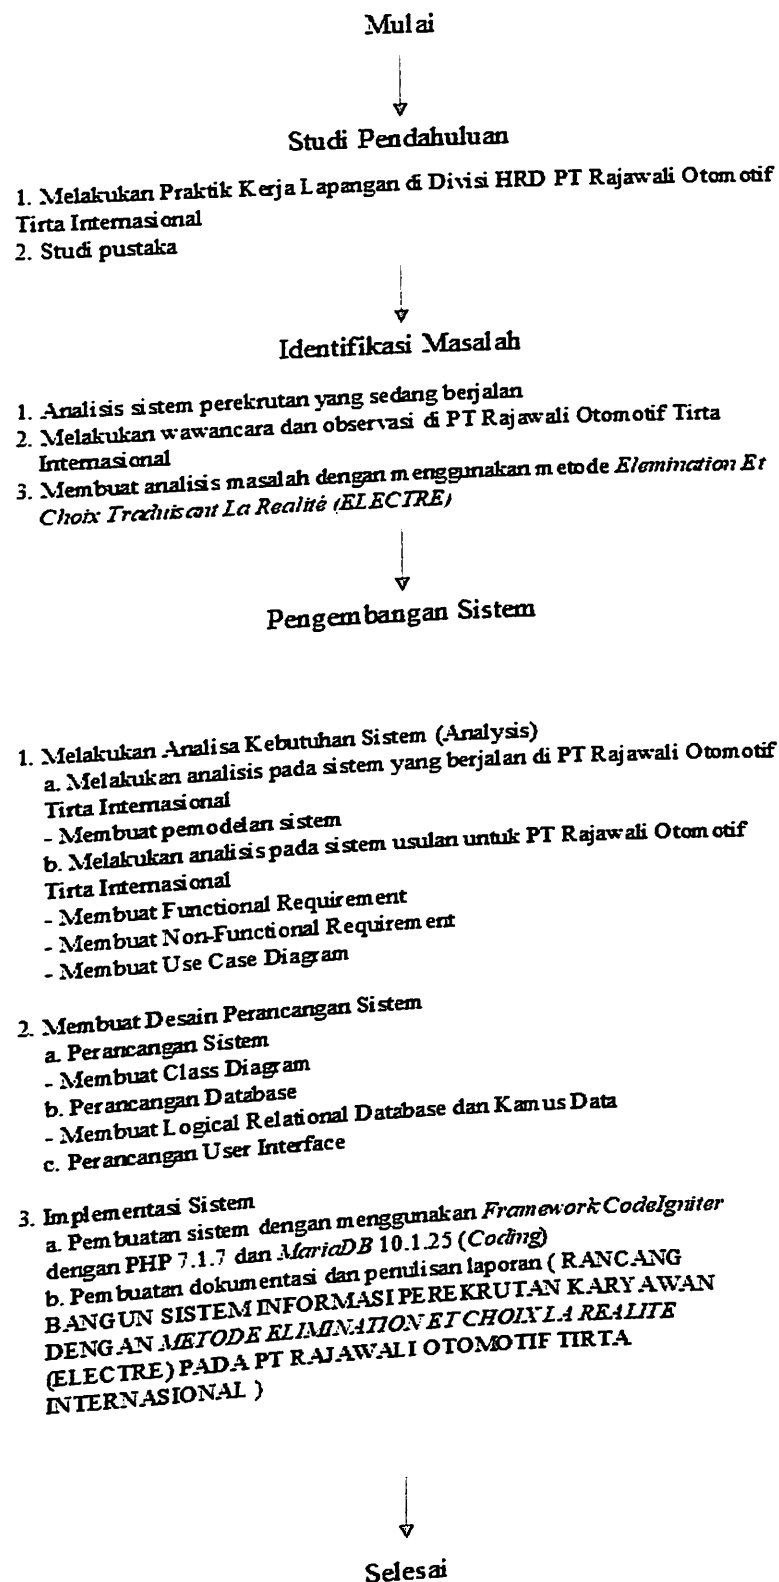 Mulai
Studi Pendahuluan
1. Melakukan Praktik Kerja Lapangan di Divisi HRD PT Rajawali Otomotif
Tirta Internasional
2. Studi pustaka
Identifikasi Masalah
1. Analisis sistem perekrutan yang sedang berjalan
2. Melakukan wawancara dan observasi di PT Rajawali Otomotif Tirta
Internasional
3. Membuat analisis masalah dengan menggunakan metode Elemination Et
Choix Traduisant La Realité (ELECTRE)
Pengembangan Sistem
1. Melakukan Analisa Kebutuhan Sistem (Analysis)
a. Melakukan analisis pada sistem yang berjalan di PT Rajawali Otomotif
Tirta Internasional
- Membuat pemodelan sistem
b. Melakukan analisis pada sistem usulan untuk PT Rajawali Otomotif
Tirta Internasional
- Membuat Functional Requirement
- Membuat Non-Functional Requirement
- Membuat Use Case Diagram
2. Membuat Desain Perancangan Sistem
a. Perancangan Sistem
- Membuat Class Diagram
b. Perancangan Database
- Membuat Logical Relational Database dan Kamus Data
c. Perancangan User Interface
3. Implementasi Sistem
a. Pembuatan sistem dengan menggunakan Framework CodeIgniter
dengan PHP 7.1.7 dan MariaDB 10.1.25 (Coding)
b. Pembuatan dokumentasi dan penulisan laporan ( RANCANG
BANGUN SISTEM INFORMASI PEREKRUTAN KARYAWAN
DENGAN METODE ELIMINATION ET CHOIX LA REALITE
(ELECTRE) PADA PT RAJAWALI OTOMOTIF TIRTA
INTERNASIONAL )
Selesai